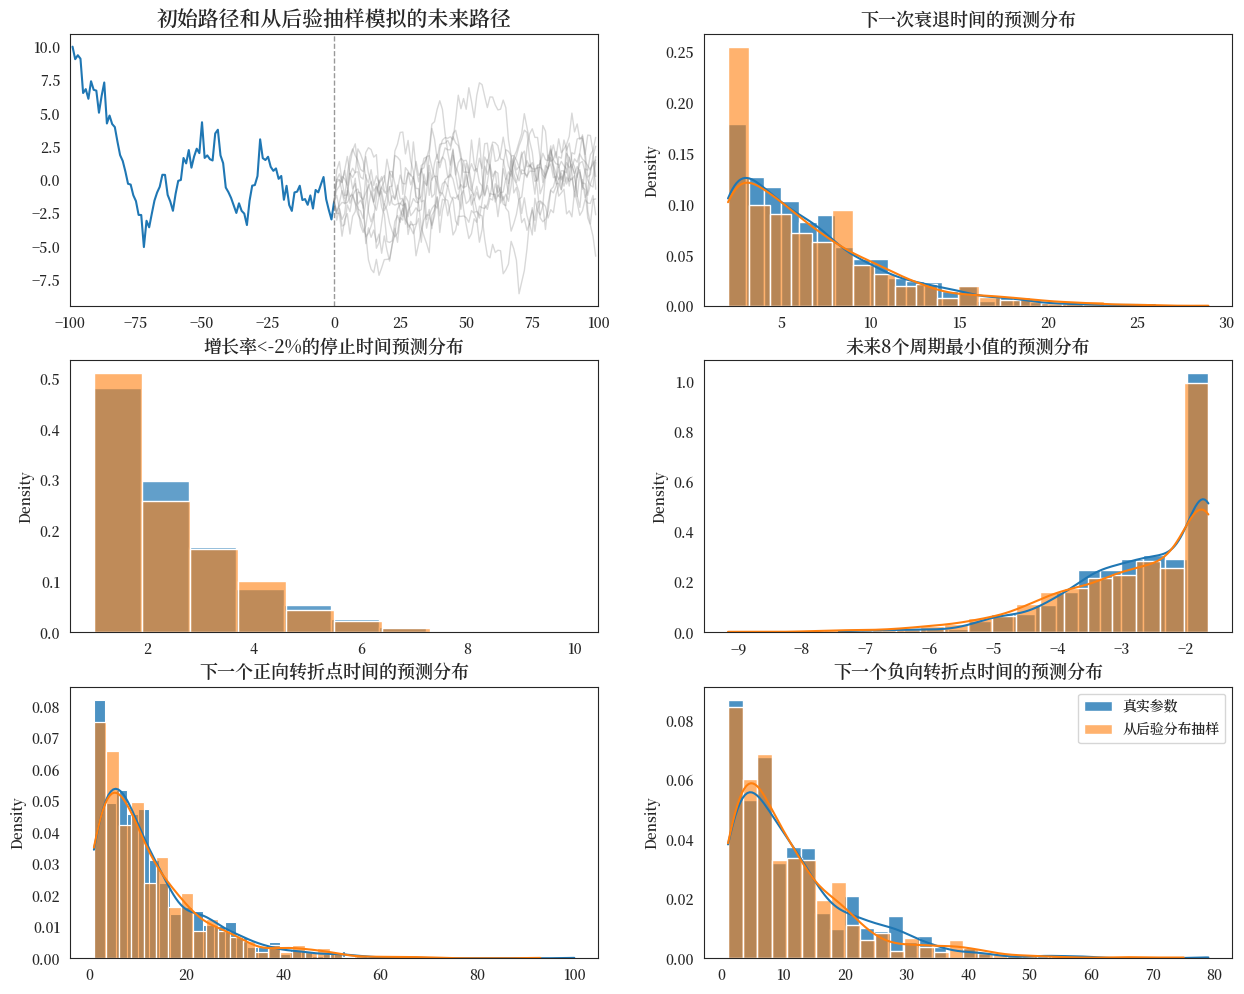 初始路径和从后验抽样模拟的未来路径
10.0
7.5
5.0
2.5
0.0
−2.5
−5.0
−7.5
−100 −75 −50 −25 0 25 50 75 100
下一次衰退时间的预测分布
Density
0.25
0.20
0.15
0.10
0.05
0.00
5 10 15 20 25 30
增长率<-2%的停止时间预测分布
Density
0.5
0.4
0.3
0.2
0.1
0.0
2 4 6 8 10
未来8个周期最小值的预测分布
Density
1.0
0.8
0.6
0.4
0.2
0.0
−9 −8 −7 −6 −5 −4 −3 −2
下一个正向转折点时间的预测分布
Density
0.08
0.07
0.06
0.05
0.04
0.03
0.02
0.01
0.00
0 20 40 60 80 100
下一个负向转折点时间的预测分布
真实参数
从后验分布抽样
Density
0.08
0.06
0.04
0.02
0.00
0 10 20 30 40 50 60 70 80